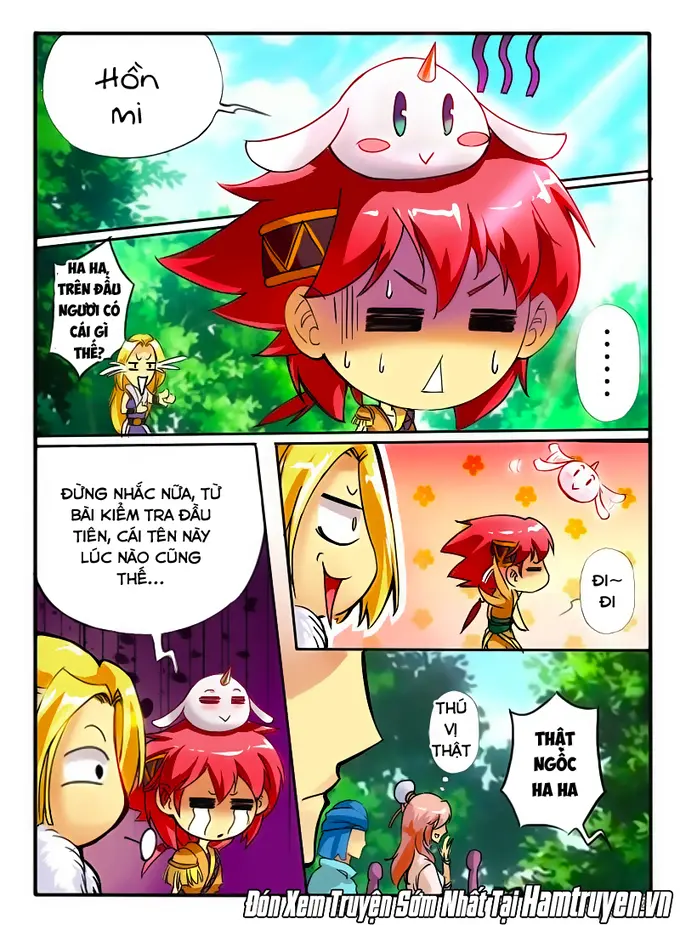 HỒN
MI
HA HA,
TRÊN ĐẦU
NGƯƠI CÓ
CÁI GÌ
THẾ?
......
ĐỪNG NHẮC NỮA, TỪ
BÀI KIỂM TRA ĐẦU
TIÊN, CÁI TÊN NÀY
LÚC NÀO CŨNG
THẾ...
ĐI~
ĐI
THÚ
VỊ
THẬT
THẬT
NGỐC
HA HA
Đón Xem Truyện Sớm Nhất Tại Hamtruyen.vn